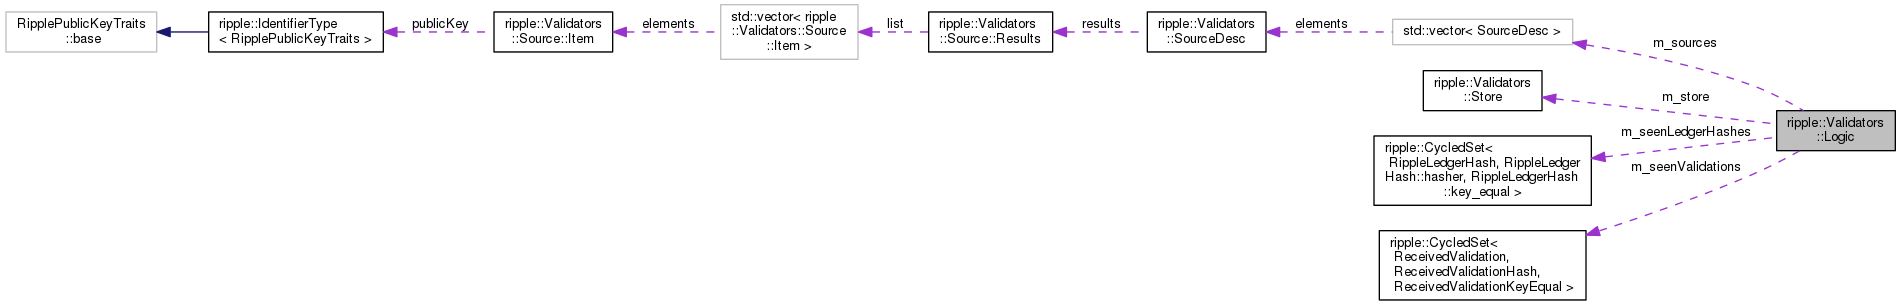 RipplePublicKeyTraits
::base
ripple::IdentifierType
< RipplePublicKeyTraits >
publicKey
ripple::Validators
::Source::Item
elements
std::vector< ripple
::Validators::Source
::Item >
list
ripple::Validators
::Source::Results
results
ripple::Validators
::SourceDesc
elements
std::vector< SourceDesc >
m_sources
ripple::Validators
::Store
m_store
ripple::Validators
::Logic
m_seenLedgerHashes
ripple::CycledSet<
RippleLedgerHash, RippleLedger
Hash::hasher, RippleLedgerHash
::key_equal >
m_seenValidations
ripple::CycledSet<
ReceivedValidation,
ReceivedValidationHash,
ReceivedValidationKeyEqual >